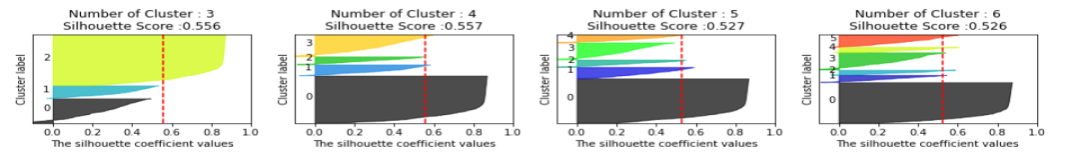 Number of Cluster : 3
Silhouette Score :0.556
Cluster label
2
1
0
0.0 0.2 0.4 0.6 0.8 1.0
The silhouette coefficient values
Number of Cluster : 4
Silhouette Score :0.557
Cluster label
3
2
1
0
0.0 0.2 0.4 0.6 0.8 1.0
The silhouette coefficient values
Number of Cluster : 5
Silhouette Score :0.527
Cluster label
4
3
2
1
0
0.0 0.2 0.4 0.6 0.8 1.0
The silhouette coefficient values
Number of Cluster : 6
Silhouette Score :0.526
Cluster label
5
4
3
2
1
0
0.0 0.2 0.4 0.6 0.8 1.0
The silhouette coefficient values